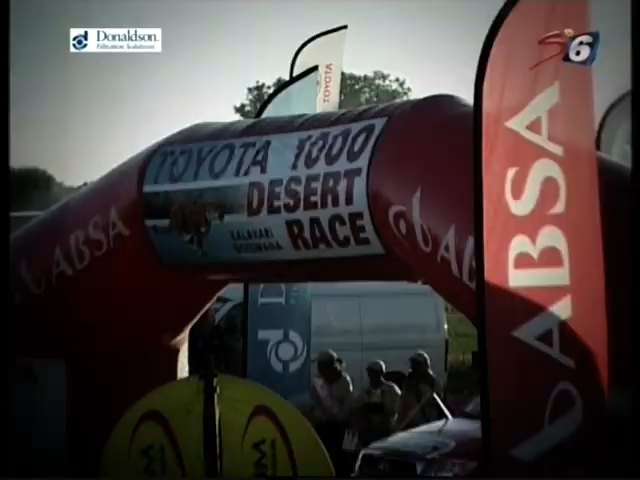 Donaldson.
Filtration Solutions
S 6
TOYOTA
TOYOTA 1000
DESERT
RACE
KALAHARI
BOTSWANA
ABSA
ABSA
ABSA
D